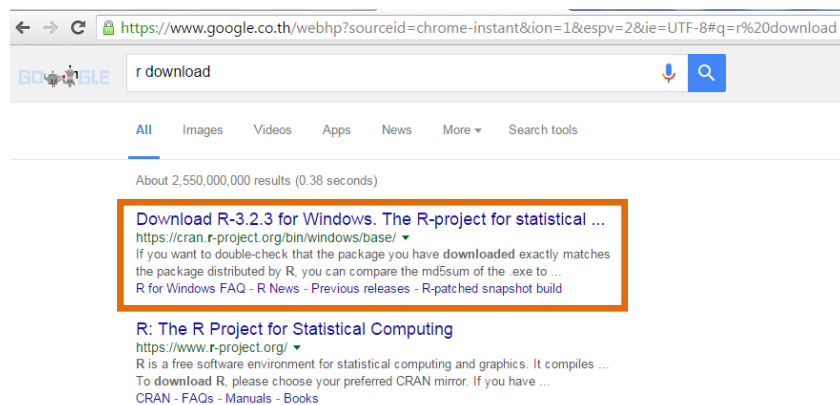 https://www.google.co.th/webhp?sourceid=chrome-instant&ion=1&espv=2&ie=UTF-8#q=r%20download
GOOGLE
r download
All Images Videos Apps News More Search tools
About 2,550,000,000 results (0.38 seconds)
Download R-3.2.3 for Windows. The R-project for statistical ...
https://cran.r-project.org/bin/windows/base/
If you want to double-check that the package you have downloaded exactly matches
the package distributed by R, you can compare the md5sum of the .exe to ...
R for Windows FAQ - R News - Previous releases - R-patched snapshot build
R: The R Project for Statistical Computing
https://www.r-project.org/
R is a free software environment for statistical computing and graphics. It compiles ...
To download R, please choose your preferred CRAN mirror. If you have ...
CRAN - FAQs - Manuals - Books